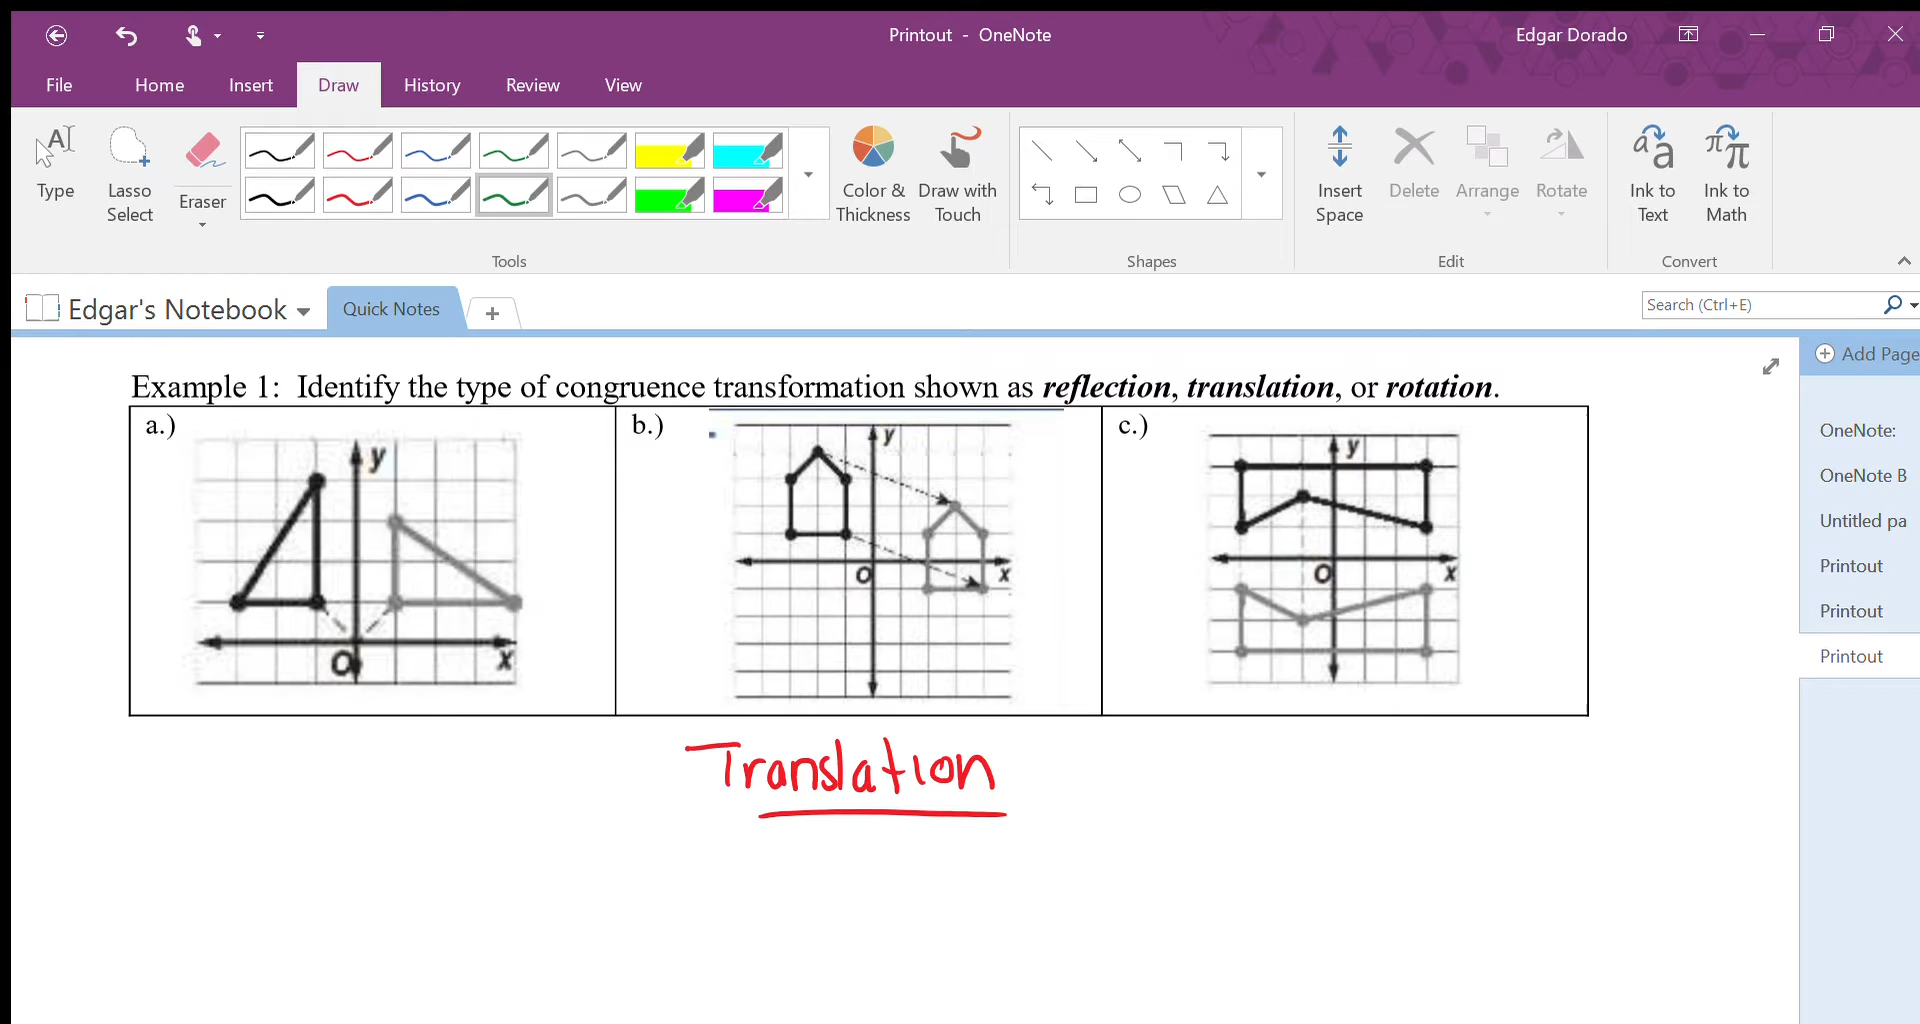 Printout - OneNote
Edgar Dorado
File Home Insert Draw History Review View
Type
Lasso Select
Eraser
Color & Thickness
Draw with Touch
Insert Space
Delete
Arrange
Rotate
Ink to Text
Ink to Math
Tools
Shapes
Edit
Convert
Edgar's Notebook
Quick Notes
+
Search (Ctrl+E)
Add Page
Example 1: Identify the type of congruence transformation shown as reflection, translation, or rotation.
a.)
y
O
x
b.)
y
O
x
c.)
y
O
x
Translation
OneNote:
OneNote B
Untitled pa
Printout
Printout
Printout